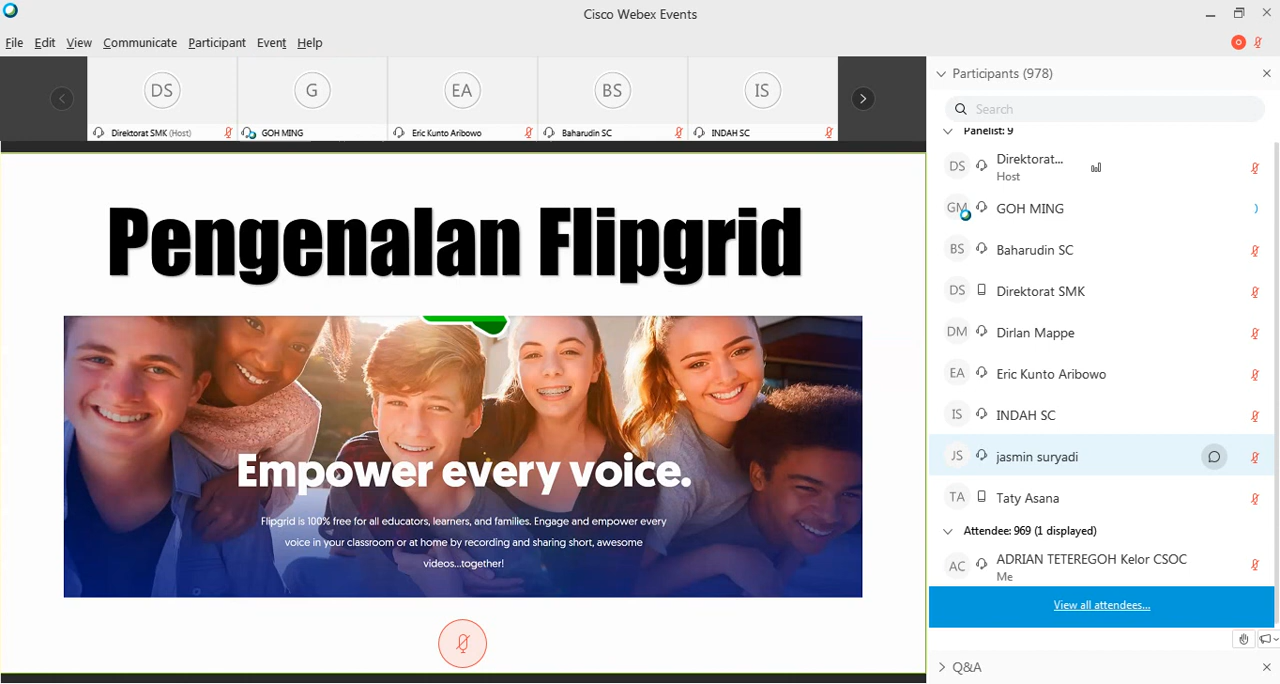 Cisco Webex Events
File Edit View Communicate Participant Event Help
DS
G
EA
BS
IS
Direktorat SMK (Host)
GOH MING
Eric Kunto Aribowo
Baharudin SC
INDAH SC
Pengenalan Flipgrid
Empower every voice.
Flipgrid is 100% free for all educators, learners, and families. Engage and empower every
voice in your classroom or at home by recording and sharing short, awesome
videos...together!
Participants (978)
Search
Panelist: 9
DS Direktorat...
Host
GM GOH MING
BS Baharudin SC
DS Direktorat SMK
DM Dirlan Mappe
EA Eric Kunto Aribowo
IS INDAH SC
JS jasmin suryadi
TA Taty Asana
Attendee: 969 (1 displayed)
AC ADRIAN TETEREGOH Kelor CSOC
Me
View all attendees...
Q&A